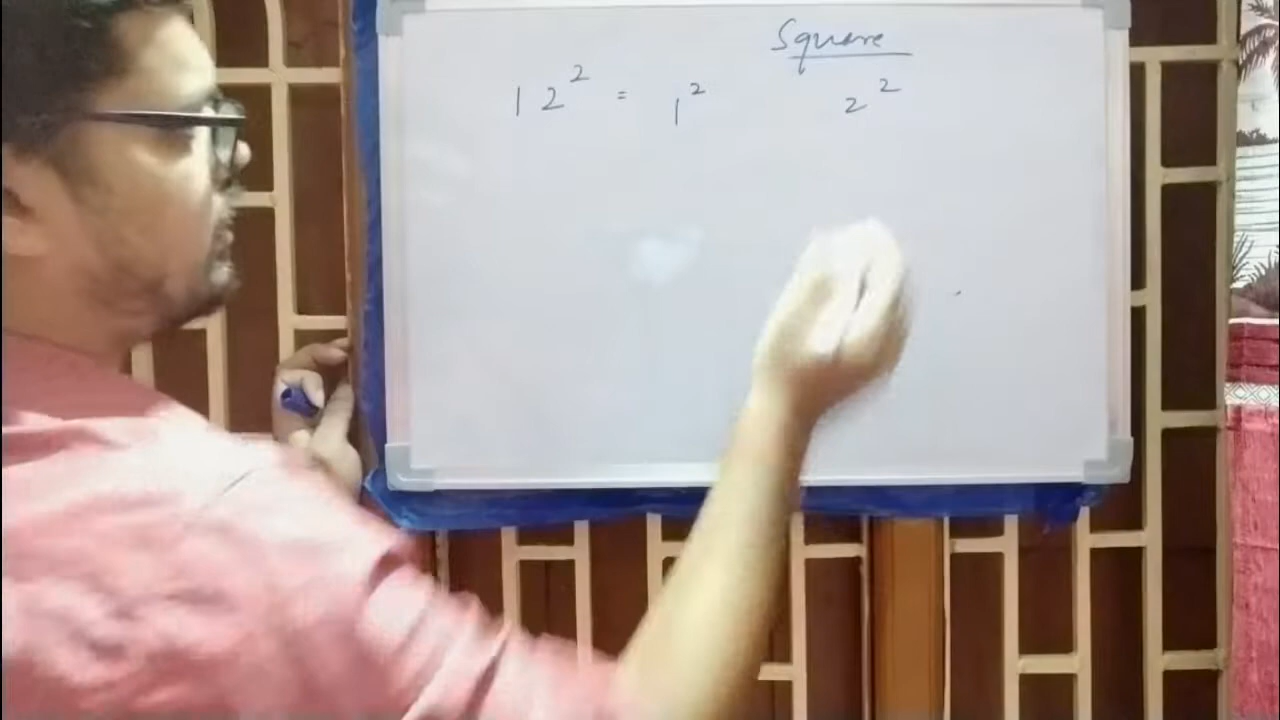 Square
12² = 1² 2²